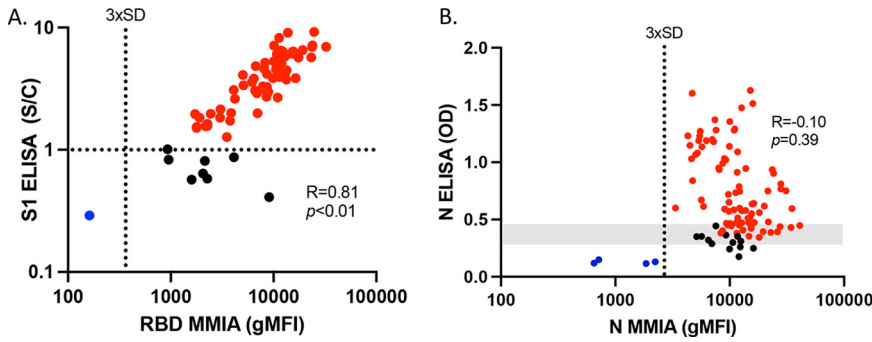 A.
3xSD
S1 ELISA (S/C)
10
1
0.1
R=0.81
p<0.01
100
1000
10000
100000
RBD MMIA (gMFI)
B.
3xSD
N ELISA (OD)
2.0
1.5
1.0
0.5
0.0
R=-0.10
p=0.39
100
1000
10000
100000
N MMIA (gMFI)